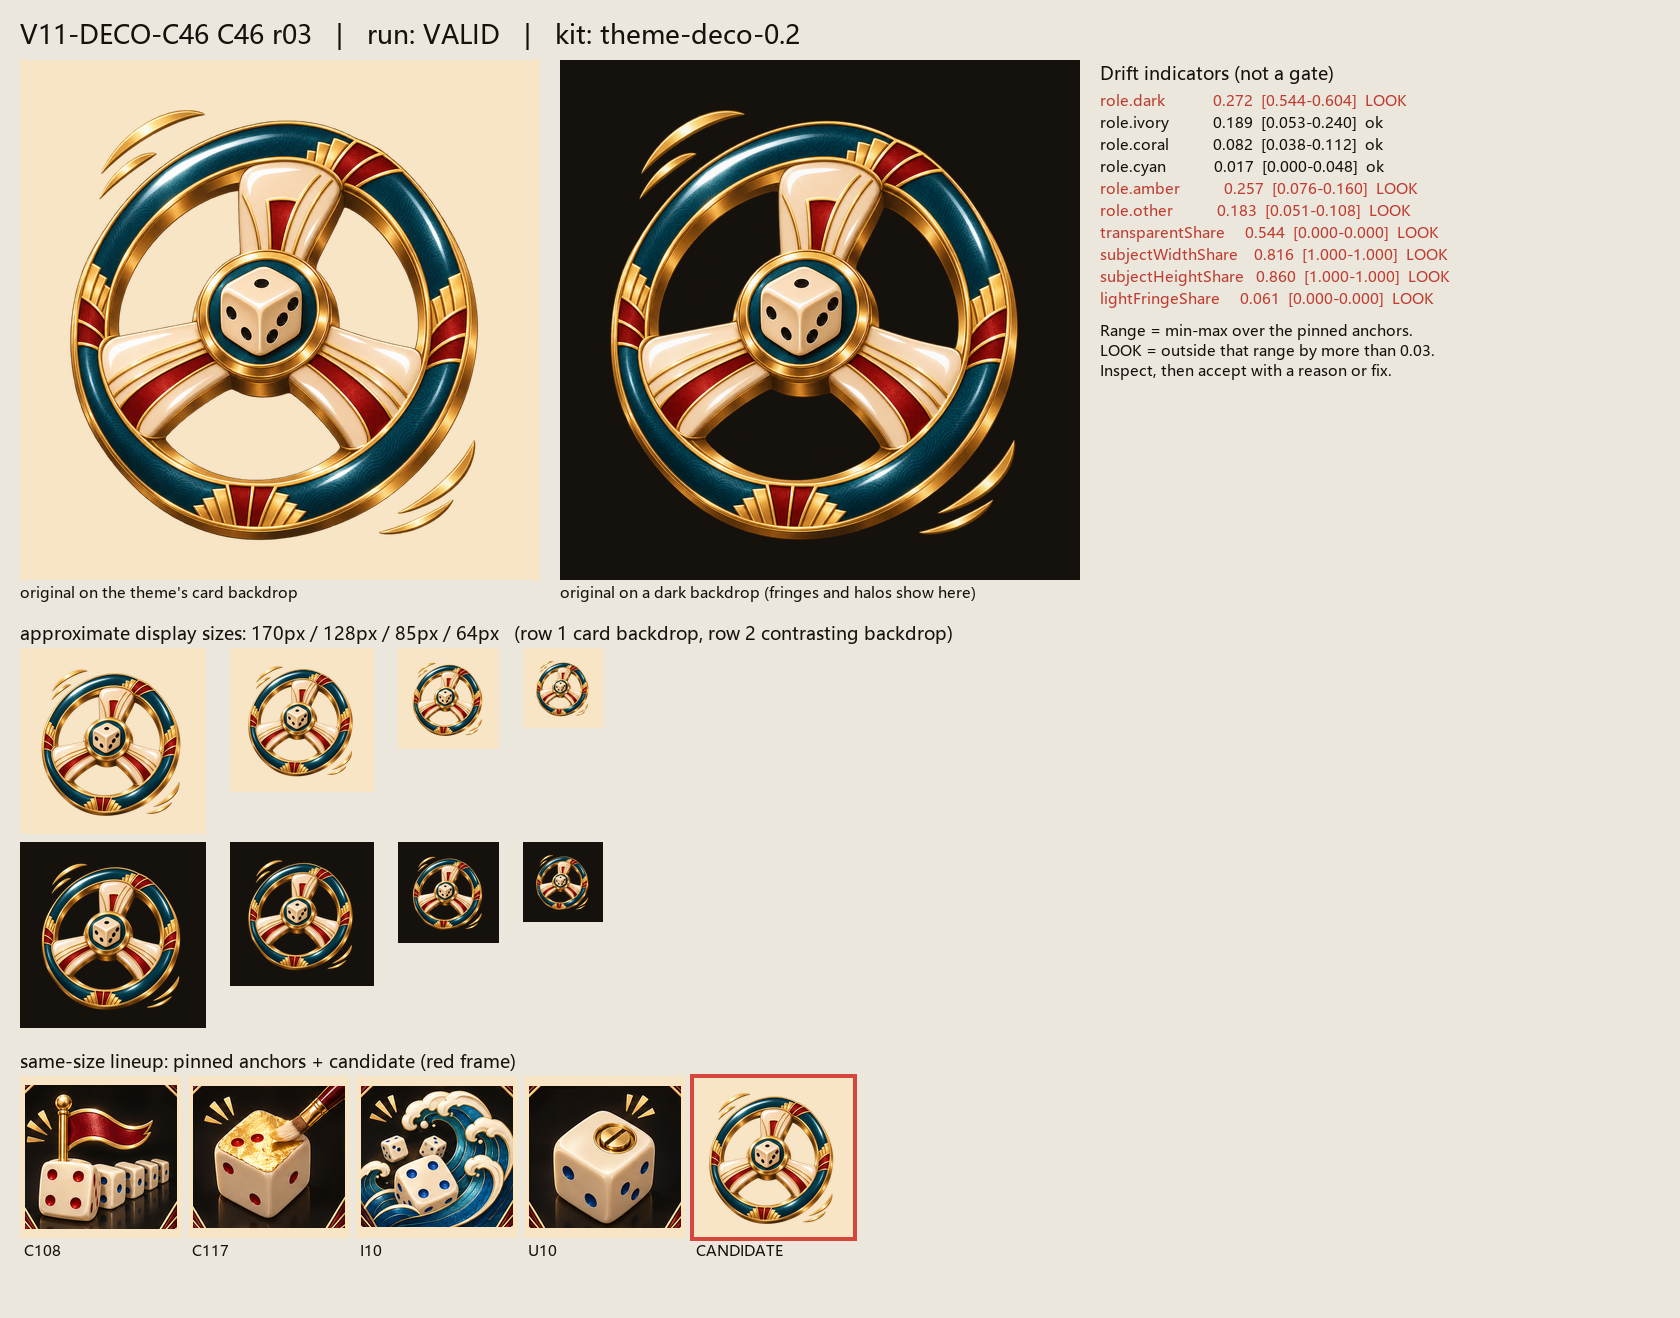 V11-DECO-C46 C46 r03 | run: VALID | kit: theme-deco-0.2
Drift indicators (not a gate)
role.dark 0.272 [0.544-0.604] LOOK
role.ivory 0.189 [0.053-0.240] ok
role.coral 0.082 [0.038-0.112] ok
role.cyan 0.017 [0.000-0.048] ok
role.amber 0.257 [0.076-0.160] LOOK
role.other 0.183 [0.051-0.108] LOOK
transparentShare 0.544 [0.000-0.000] LOOK
subjectWidthShare 0.816 [1.000-1.000] LOOK
subjectHeightShare 0.860 [1.000-1.000] LOOK
lightFringeShare 0.061 [0.000-0.000] LOOK
Range = min-max over the pinned anchors.
LOOK = outside that range by more than 0.03.
Inspect, then accept with a reason or fix.
original on the theme's card backdrop
original on a dark backdrop (fringes and halos show here)
approximate display sizes: 170px / 128px / 85px / 64px (row 1 card backdrop, row 2 contrasting backdrop)
same-size lineup: pinned anchors + candidate (red frame)
C108
C117
I10
U10
CANDIDATE